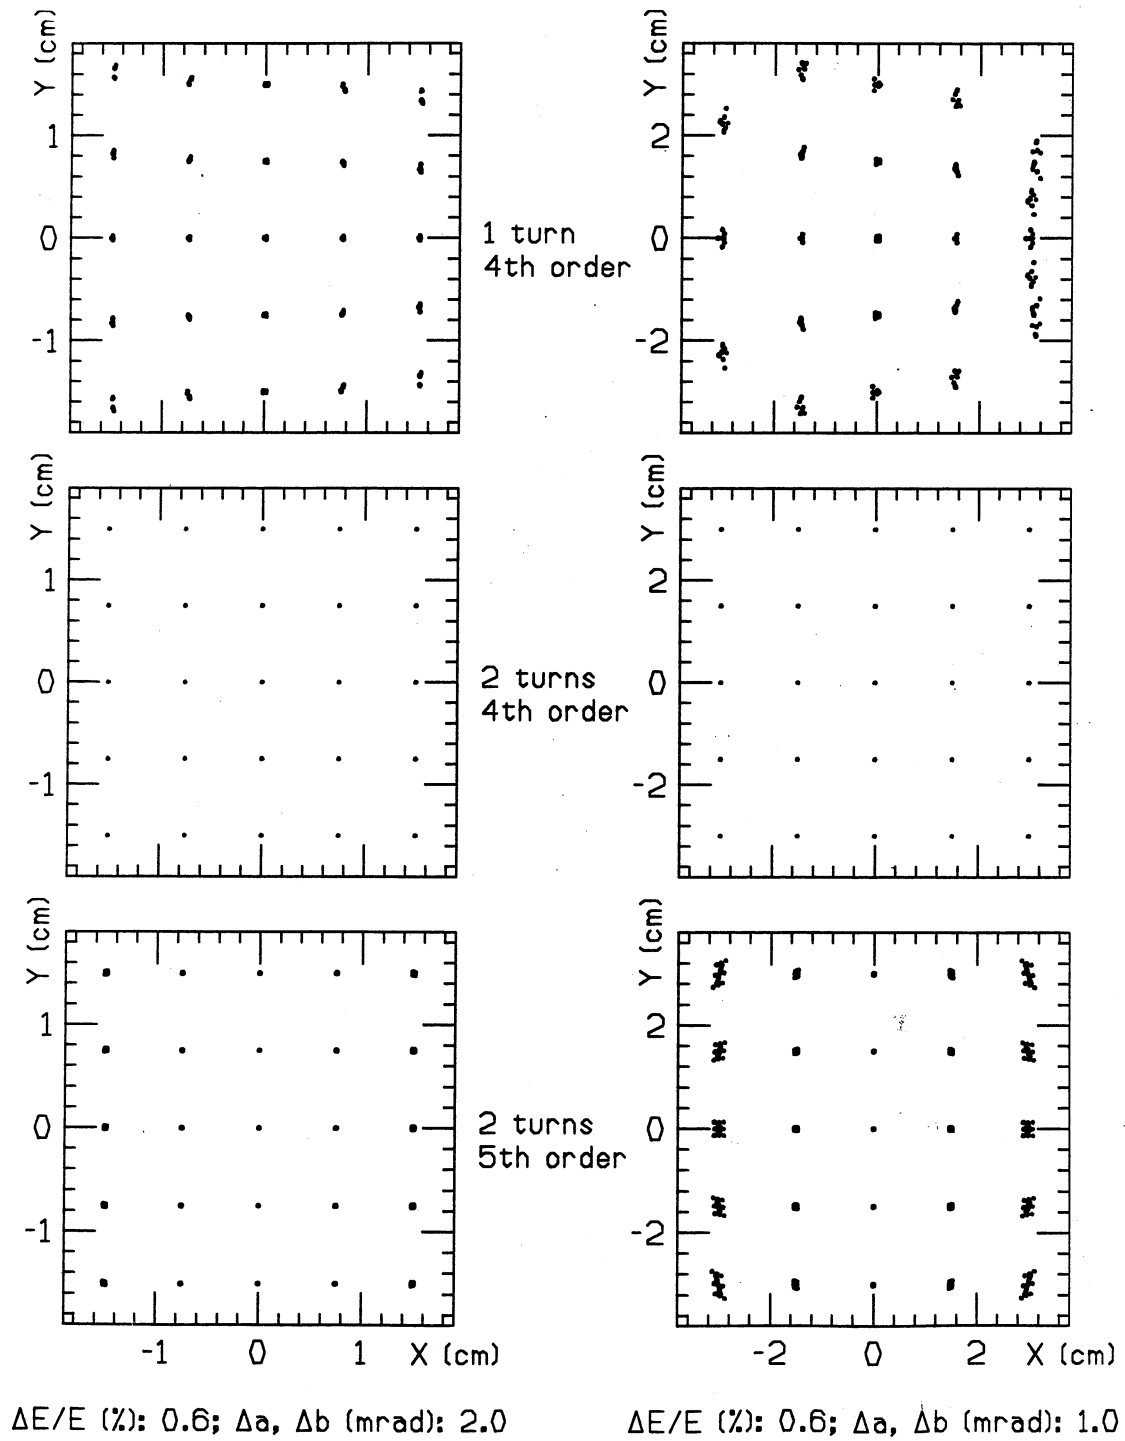 Y (cm)
1
0
-1
1 turn
4th order
Y (cm)
2
0
-2
Y (cm)
1
0
-1
2 turns
4th order
Y (cm)
2
0
-2
Y (cm)
1
0
-1
2 turns
5th order
Y (cm)
2
0
-2
-1 0 1 X (cm)
-2 0 2 X (cm)
ΔE/E (%): 0.6; Δa, Δb (mrad): 2.0
ΔE/E (%): 0.6; Δa, Δb (mrad): 1.0